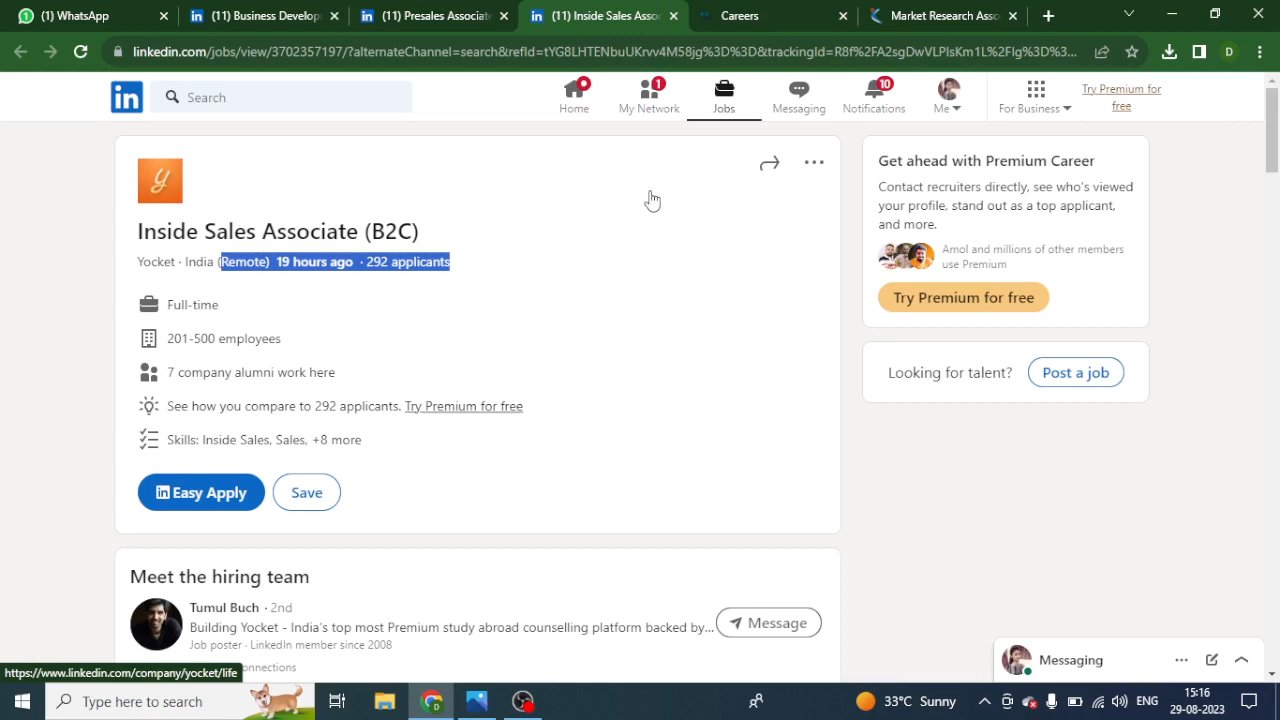 (1) WhatsApp
(11) Business Develop
(11) Presales Associat
(11) Inside Sales Asso
Careers
Market Research Asso
linkedin.com/jobs/view/3702357197/?alternateChannel=search&refId=tYG8LHTENbuUKrvv4M58jg%3D%3D&trackingId=R8f%2FA2sgDwVLPIsKm1L%2FIg%3D%3...
D
in
Search
Home
1
My Network
Jobs
Messaging
10
Notifications
Me
For Business
Try Premium for
free
y
Inside Sales Associate (B2C)
Yocket · India (Remote) 19 hours ago · 292 applicants
Full-time
201-500 employees
7 company alumni work here
See how you compare to 292 applicants. Try Premium for free
Skills: Inside Sales, Sales, +8 more
in Easy Apply
Save
Get ahead with Premium Career
Contact recruiters directly, see who's viewed
your profile, stand out as a top applicant,
and more.
Amol and millions of other members
use Premium
Try Premium for free
Looking for talent?
Post a job
Meet the hiring team
Tumul Buch · 2nd
Building Yocket - India's top most Premium study abroad counselling platform backed by...
Job poster · LinkedIn member since 2008
onnections
Message
Messaging
https://www.linkedin.com/company/yocket/life
Type here to search
33°C Sunny
ENG
15:16
29-08-2023